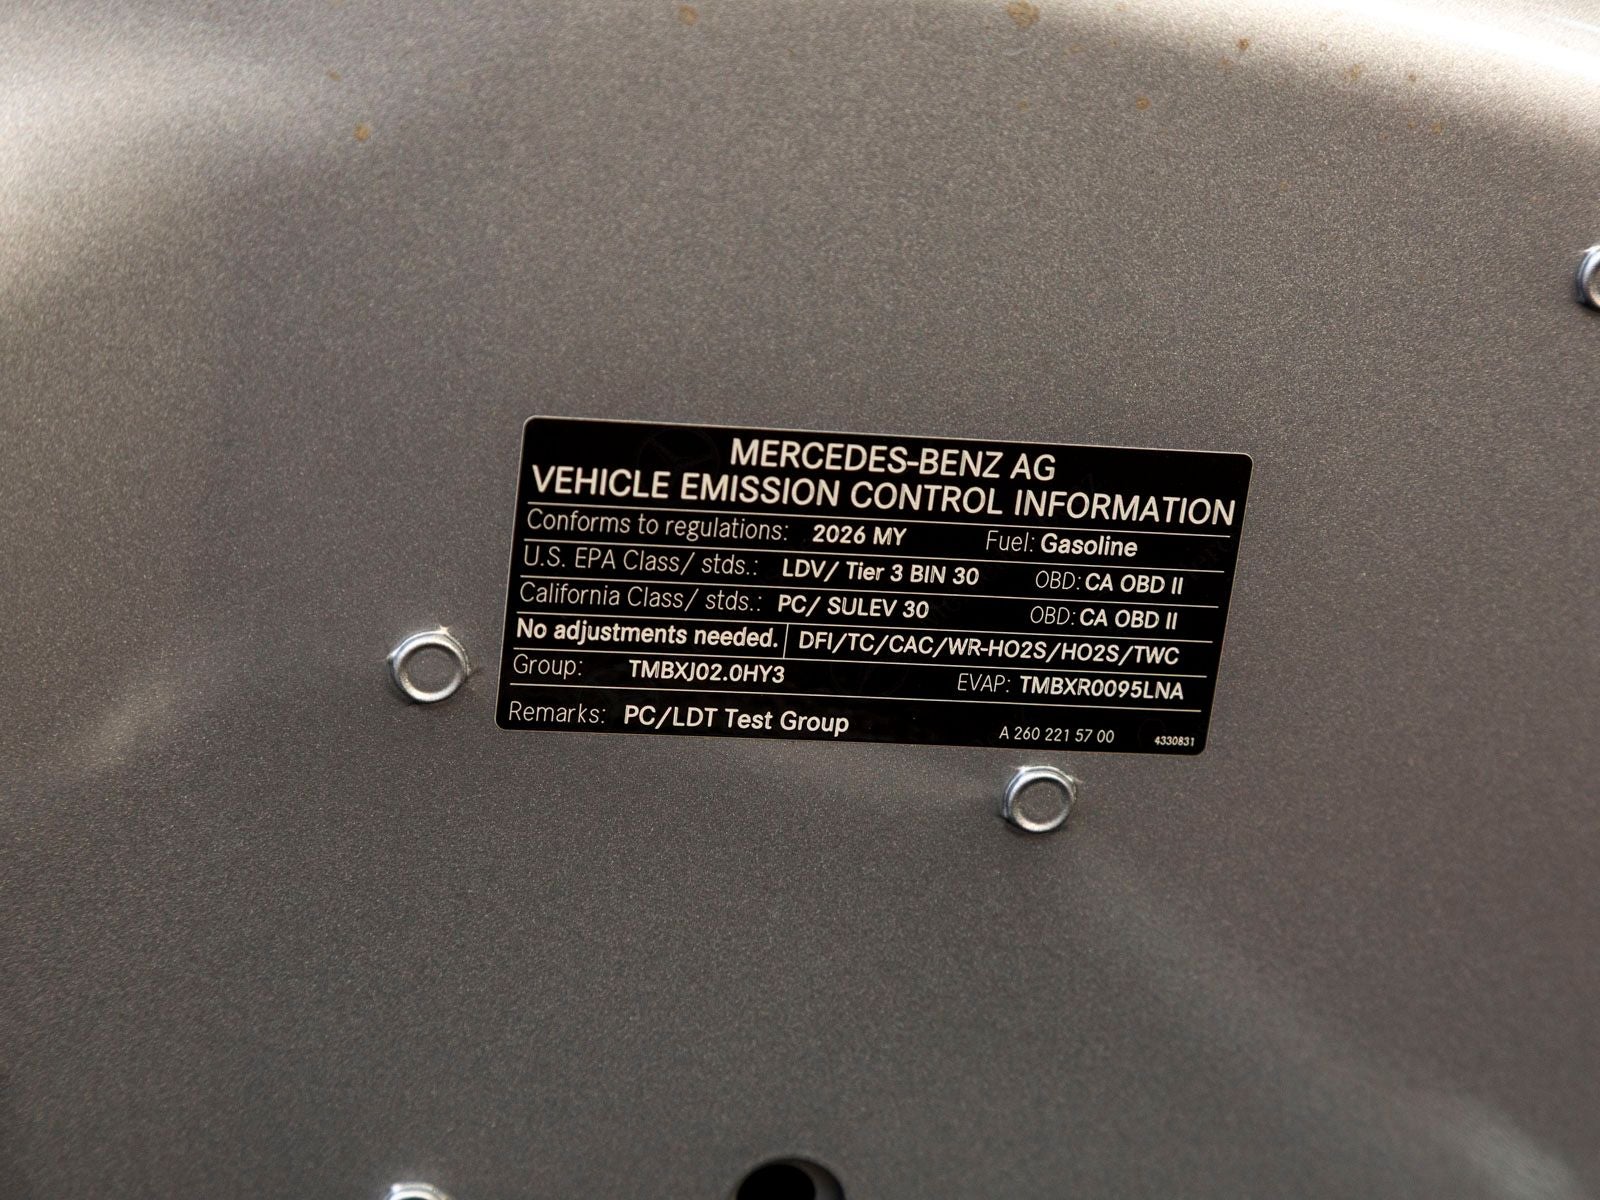 MERCEDES-BENZ AG
VEHICLE EMISSION CONTROL INFORMATION
Conforms to regulations: 2026 MY Fuel: Gasoline
U.S. EPA Class/ stds.: LDV/ Tier 3 BIN 30 OBD: CA OBD II
California Class/ stds.: PC/ SULEV 30 OBD: CA OBD II
No adjustments needed. DFI/TC/CAC/WR-HO2S/HO2S/TWC
Group: TMBXJ02.0HY3 EVAP: TMBXR0095LNA
Remarks: PC/LDT Test Group A 260 221 57 00 4330831